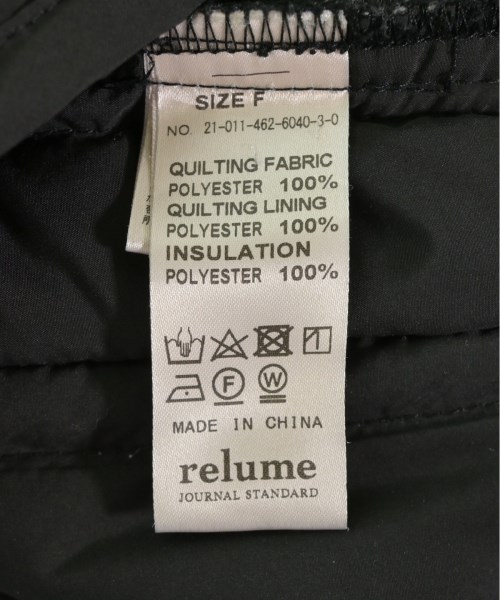 SIZE F
NO. 21-011-462-6040-3-0
QUILTING FABRIC
POLYESTER 100%
QUILTING LINING
POLYESTER 100%
INSULATION
POLYESTER 100%
F W
MADE IN CHINA
relume
JOURNAL STANDARD